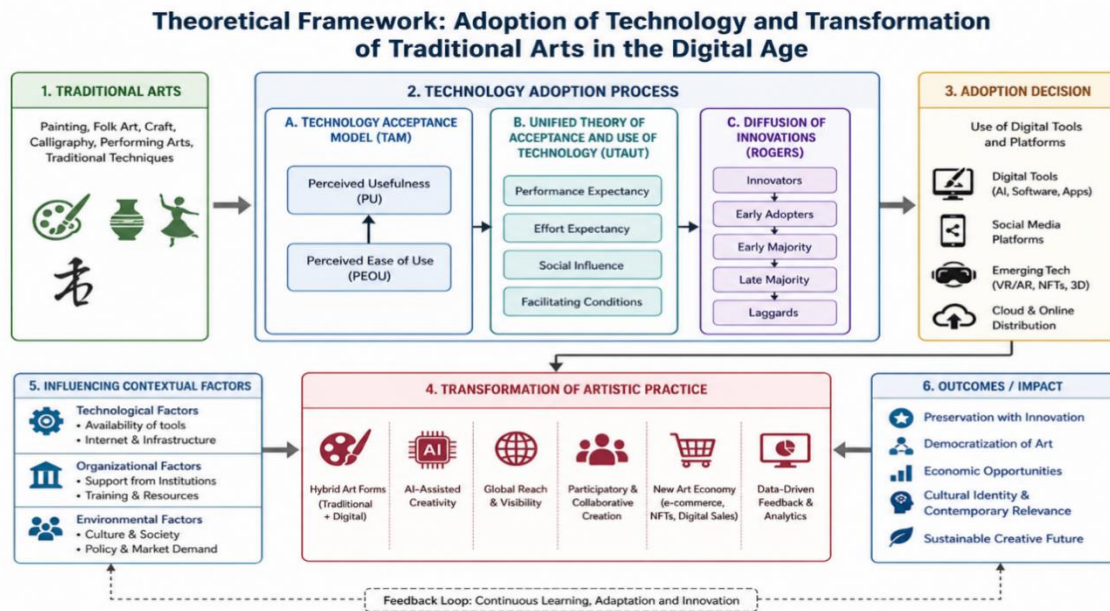 Theoretical Framework: Adoption of Technology and Transformation
of Traditional Arts in the Digital Age
1. TRADITIONAL ARTS
Painting, Folk Art, Craft,
Calligraphy, Performing Arts,
Traditional Techniques
2. TECHNOLOGY ADOPTION PROCESS
A. TECHNOLOGY ACCEPTANCE
MODEL (TAM)
Perceived Usefulness
(PU)
Perceived Ease of Use
(PEOU)
B. UNIFIED THEORY OF
ACCEPTANCE AND USE OF
TECHNOLOGY (UTAUT)
Performance Expectancy
Effort Expectancy
Social Influence
Facilitating Conditions
C. DIFFUSION OF
INNOVATIONS
(ROGERS)
Innovators
Early Adopters
Early Majority
Late Majority
Laggards
3. ADOPTION DECISION
Use of Digital Tools
and Platforms
Digital Tools
(AI, Software, Apps)
Social Media
Platforms
Emerging Tech
(VR/AR, NFTs, 3D)
Cloud & Online
Distribution
5. INFLUENCING CONTEXTUAL FACTORS
Technological Factors
• Availability of tools
• Internet & Infrastructure
Organizational Factors
• Support from Institutions
• Training & Resources
Environmental Factors
• Culture & Society
• Policy & Market Demand
4. TRANSFORMATION OF ARTISTIC PRACTICE
Hybrid Art Forms
(Traditional
+ Digital)
AI
AI-Assisted
Creativity
Global Reach
& Visibility
Participatory &
Collaborative
Creation
New Art Economy
(e-commerce,
NFTs, Digital Sales)
Data-Driven
Feedback &
Analytics
6. OUTCOMES / IMPACT
Preservation with Innovation
Democratization of Art
Economic Opportunities
Cultural Identity &
Contemporary Relevance
Sustainable Creative Future
Feedback Loop: Continuous Learning, Adaptation and Innovation